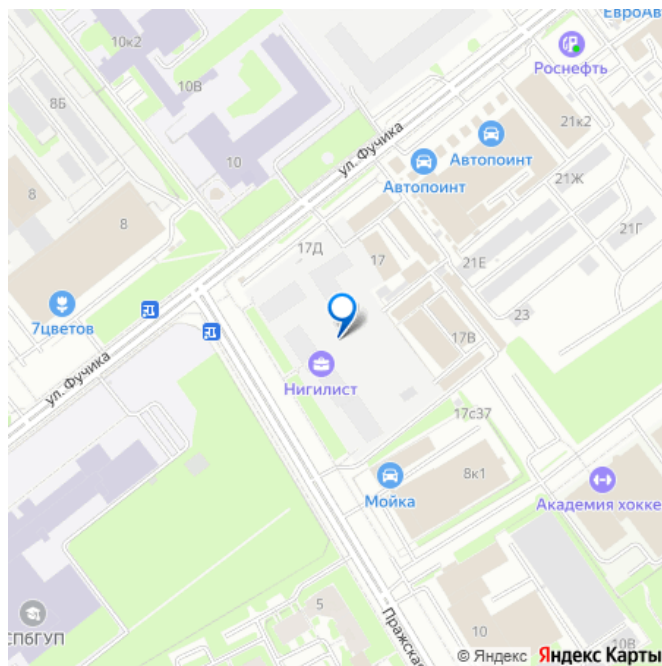 ЕвроАв
10к2
Роснефть
10В
8Б
21к2
ул. Фучика
Автопоинт
10
Автопоинт
21Ж
8
8
21Г
17Д
17
21Е
7цветов
23
17В
Нигилист
ул. Фучика
17с37
8к1
Мойка
Академия хокке
5
СПбГУП
10
10В
Пражска
© Яндекс Яндекс Карты